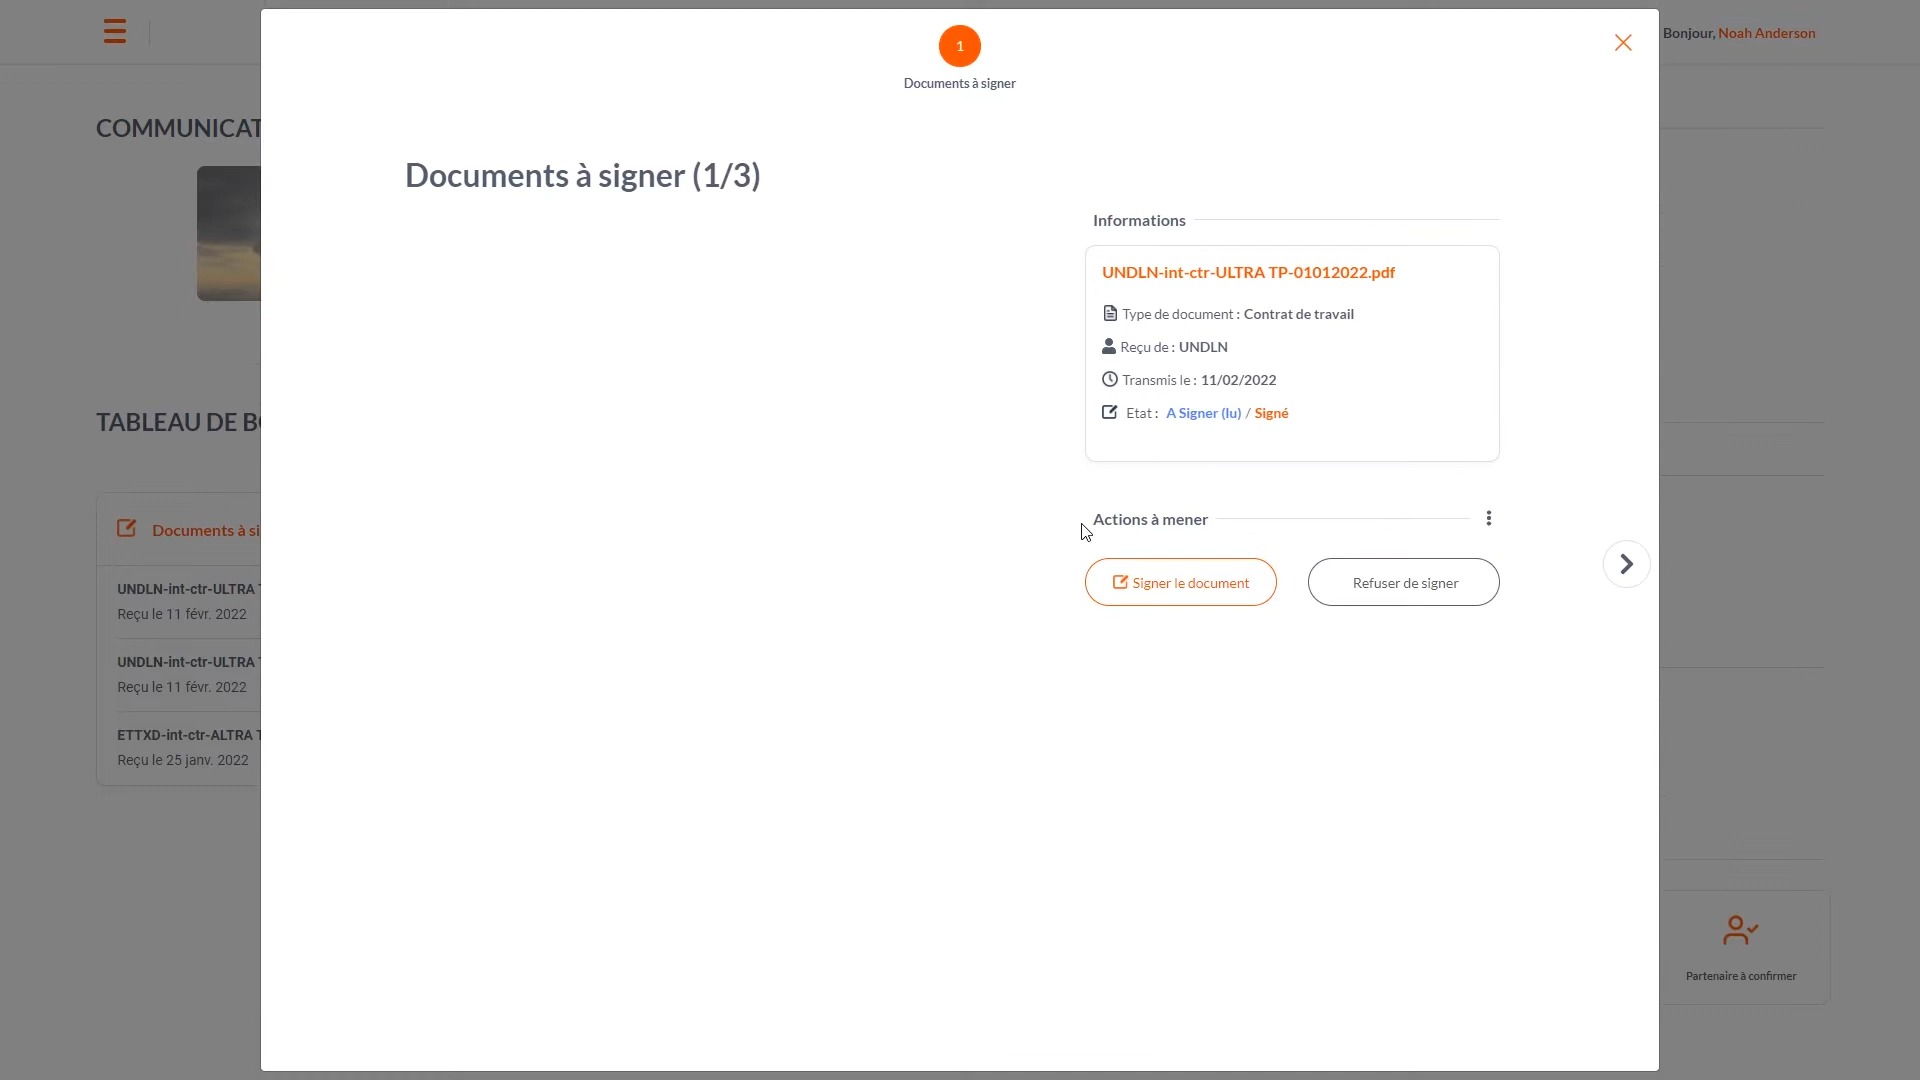 Bonjour, Noah Anderson
1
Documents à signer
COMMUNICAT
Documents à signer (1/3)
Informations
UNDLN-int-ctr-ULTRA TP-01012022.pdf
Type de document : Contrat de travail
Reçu de : UNDLN
Transmis le : 11/02/2022
Etat : A Signer (lu) / Signé
TABLEAU DE BO
Actions à mener
Documents à si
Signer le document
Refuser de signer
UNDLN-int-ctr-ULTRA T
Reçu le 11 févr. 2022
UNDLN-int-ctr-ULTRA T
Reçu le 11 févr. 2022
ETTXD-int-ctr-ALTRA T
Reçu le 25 janv. 2022
Partenaire à confirmer